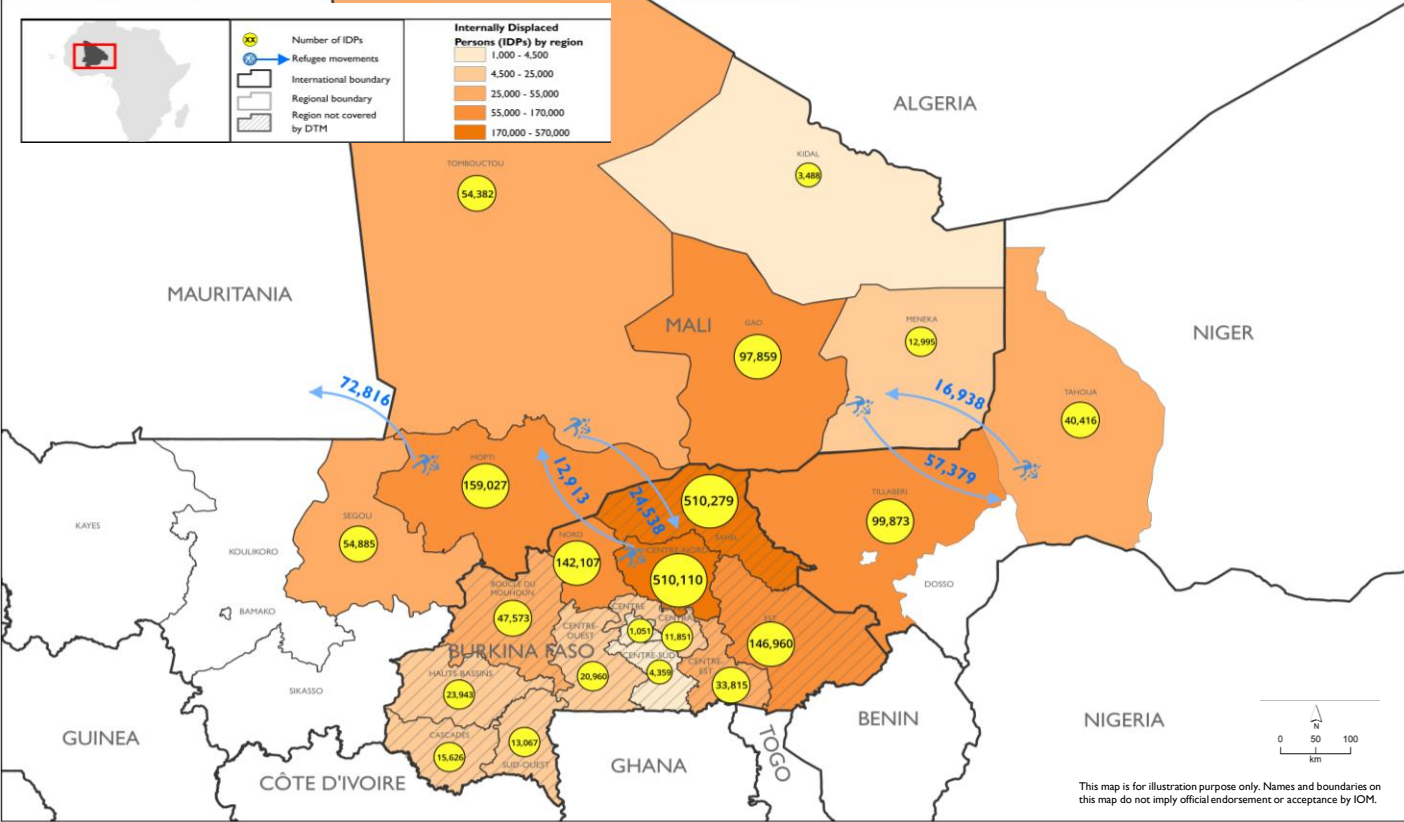 XX
Number of IDPs
Refugee movements
International boundary
Regional boundary
Region not covered
by DTM
Internally Displaced
Persons (IDPs) by region
1,000 - 4,500
4,500 - 25,000
25,000 - 55,000
55,000 - 170,000
170,000 - 570,000
ALGERIA
TOMBOUCTOU
54,382
KIDAL
3,488
MAURITANIA
MALI
GAO
97,859
MENEKA
12,995
NIGER
72,816
16,938
TAHOUA
40,416
MOPTI
159,027
12,913
24,538
57,379
510,279
SAHEL
TILLABERI
99,873
KAYES
KOULIKORO
SEGOU
54,885
NORD
142,107
CENTRE-NORD
510,110
DOSSO
BAMAKO
BOUCLE DU
MOUHOUN
47,573
CENTRE
1,051
11,851
CENTRE-
OUEST
20,960
EST
146,960
BURKINA FASO
CENTRE-SUD
4,359
CENTRE-
EST
33,815
SIKASSO
HAUTS-BASSINS
23,943
CASCADES
15,626
13,067
SUD-OUEST
GUINEA
CÔTE D'IVOIRE
GHANA
TOGO
BENIN
NIGERIA
N
0 50 100
km
This map is for illustration purpose only. Names and boundaries on
this map do not imply official endorsement or acceptance by IOM.